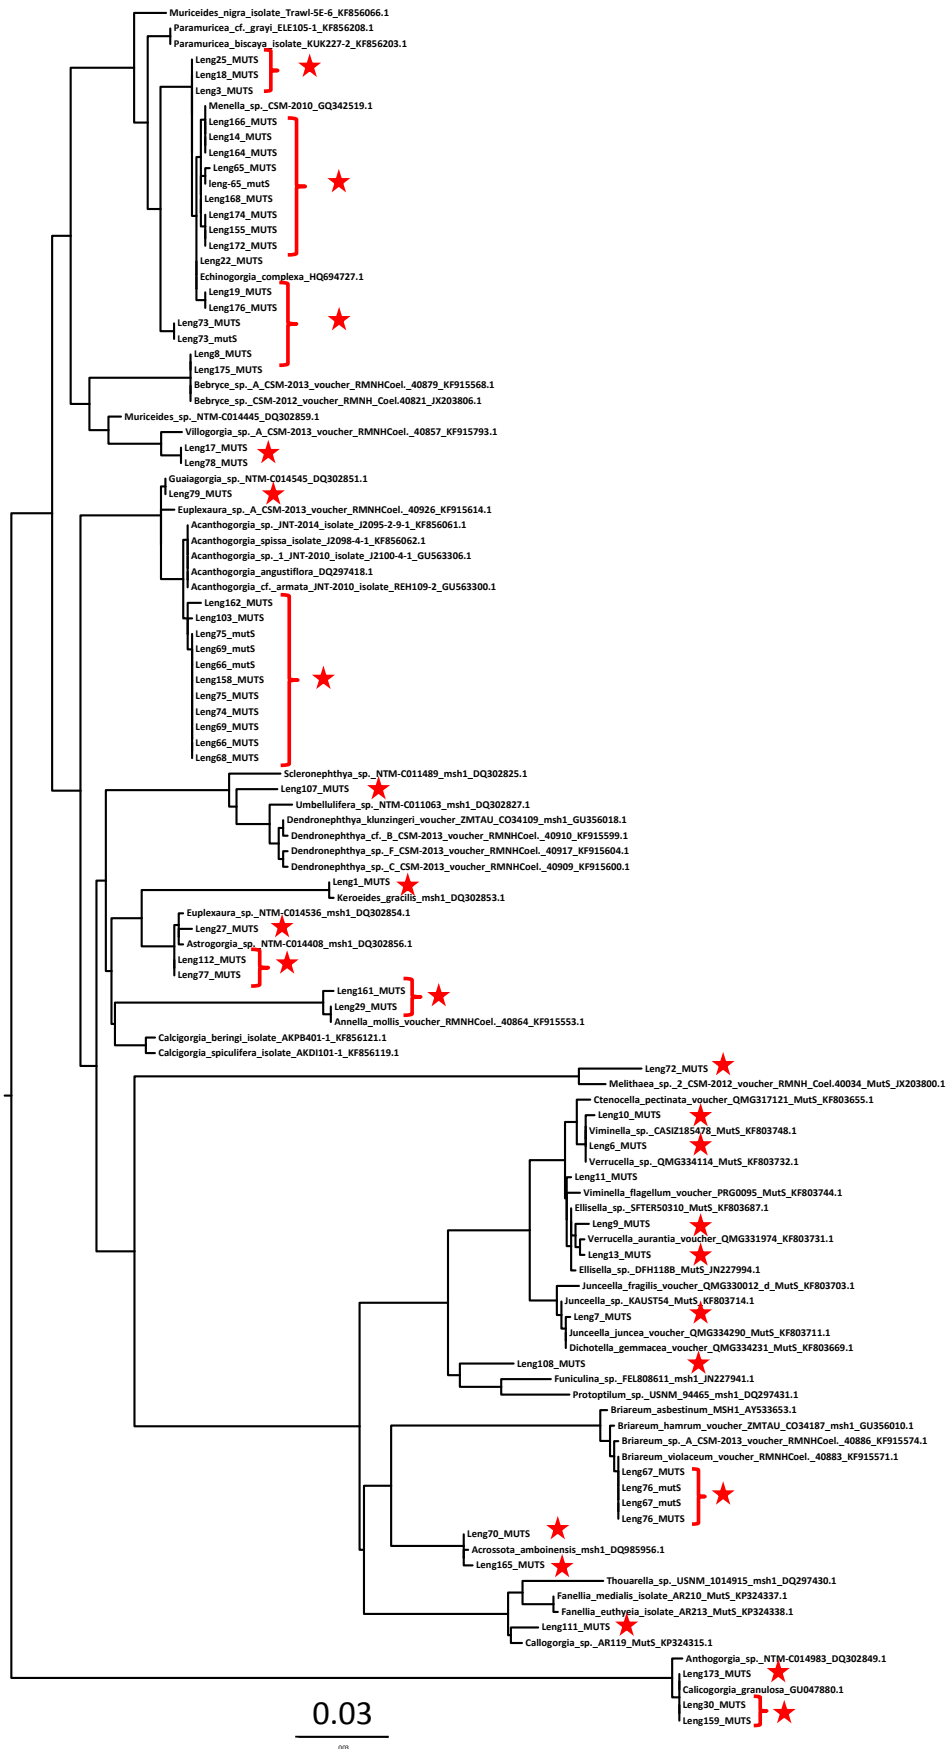 Muriceides_nigra_isolate_Trawl-5E-6_KF856066.1
Paramuricea_cf._grayi_ELE105-1_KF856208.1
Paramuricea_biscaya_isolate_KUK227-2_KF856203.1
Leng25_MUTS
Leng18_MUTS
Leng3_MUTS
Menella_sp._CSM-2010_GQ342519.1
Leng166_MUTS
Leng14_MUTS
Leng164_MUTS
Leng65_MUTS
leng-65_mutS
Leng168_MUTS
Leng174_MUTS
Leng155_MUTS
Leng172_MUTS
Leng22_MUTS
Echinogorgia_complexa_HQ694727.1
Leng19_MUTS
Leng176_MUTS
Leng73_MUTS
Leng73_mutS
Leng8_MUTS
Leng175_MUTS
Bebryce_sp._A_CSM-2013_voucher_RMNHCoel._40879_KF915568.1
Bebryce_sp._CSM-2012_voucher_RMNH_Coel.40821_JX203806.1
Muriceides_sp._NTM-C014445_DQ302859.1
Villogorgia_sp._A_CSM-2013_voucher_RMNHCoel._40857_KF915793.1
Leng17_MUTS
Leng78_MUTS
Guaiagorgia_sp._NTM-C014545_DQ302851.1
Leng79_MUTS
Euplexaura_sp._A_CSM-2013_voucher_RMNHCoel._40926_KF915614.1
Acanthogorgia_sp._JNT-2014_isolate_J2095-2-9-1_KF856061.1
Acanthogorgia_spissa_isolate_J2098-4-1_KF856062.1
Acanthogorgia_sp._1_JNT-2010_isolate_J2100-4-1_GU563306.1
Acanthogorgia_angustiflora_DQ297418.1
Acanthogorgia_cf._armata_JNT-2010_isolate_REH109-2_GU563300.1
Leng162_MUTS
Leng103_MUTS
Leng75_mutS
Leng69_mutS
Leng66_mutS
Leng158_MUTS
Leng75_MUTS
Leng74_MUTS
Leng69_MUTS
Leng66_MUTS
Leng68_MUTS
Scleronephthya_sp._NTM-C011489_msh1_DQ302825.1
Leng107_MUTS
Umbellulifera_sp._NTM-C011063_msh1_DQ302827.1
Dendronephthya_klunzingeri_voucher_ZMTAU_CO34109_msh1_GU356018.1
Dendronephthya_cf._B_CSM-2013_voucher_RMNHCoel._40910_KF915599.1
Dendronephthya_sp._F_CSM-2013_voucher_RMNHCoel._40917_KF915604.1
Dendronephthya_sp._C_CSM-2013_voucher_RMNHCoel._40909_KF915600.1
Leng1_MUTS
Keroeides_gracilis_msh1_DQ302853.1
Euplexaura_sp._NTM-C014536_msh1_DQ302854.1
Leng27_MUTS
Astrogorgia_sp._NTM-C014408_msh1_DQ302856.1
Leng112_MUTS
Leng77_MUTS
Leng161_MUTS
Leng29_MUTS
Annella_mollis_voucher_RMNHCoel._40864_KF915553.1
Calcigorgia_beringi_isolate_AKPB401-1_KF856121.1
Calcigorgia_spiculifera_isolate_AKDI101-1_KF856119.1
Leng72_MUTS
Melithaea_sp._2_CSM-2012_voucher_RMNH_Coel.40034_MutS_JX203800.1
Ctenocella_pectinata_voucher_QMG317121_MutS_KF803655.1
Leng10_MUTS
Viminella_sp._CASIZ185478_MutS_KF803748.1
Leng6_MUTS
Verrucella_sp._QMG334114_MutS_KF803732.1
Leng11_MUTS
Viminella_flagellum_voucher_PRG0095_MutS_KF803744.1
Ellisella_sp._SFTER50310_MutS_KF803687.1
Leng9_MUTS
Verrucella_aurantia_voucher_QMG331974_KF803731.1
Leng13_MUTS
Ellisella_sp._DFH118B_MutS_JN227994.1
Junceella_fragilis_voucher_QMG330012_d_MutS_KF803703.1
Junceella_sp._KAUST54_MutS_KF803714.1
Leng7_MUTS
Junceella_juncea_voucher_QMG334290_MutS_KF803711.1
Dichotella_gemmacea_voucher_QMG334231_MutS_KF803669.1
Leng108_MUTS
Funiculina_sp._FEL808611_msh1_JN227941.1
Protoptilum_sp._USNM_94465_msh1_DQ297431.1
Briareum_asbestinum_MSH1_AY533653.1
Briareum_hamrum_voucher_ZMTAU_CO34187_msh1_GU356010.1
Briareum_sp._A_CSM-2013_voucher_RMNHCoel._40886_KF915574.1
Briareum_violaceum_voucher_RMNHCoel._40883_KF915571.1
Leng67_MUTS
Leng76_mutS
Leng67_mutS
Leng76_MUTS
Leng70_MUTS
Acrossota_amboinensis_msh1_DQ985956.1
Leng165_MUTS
Thouarella_sp._USNM_1014915_msh1_DQ297430.1
Fanellia_medialis_isolate_AR210_MutS_KP324337.1
Fanellia_euthyeia_isolate_AR213_MutS_KP324338.1
Leng111_MUTS
Callogorgia_sp._AR119_MutS_KP324315.1
Anthogorgia_sp._NTM-C014983_DQ302849.1
Leng173_MUTS
Calicogorgia_granulosa_GU047880.1
Leng30_MUTS
Leng159_MUTS
0.03
0.03